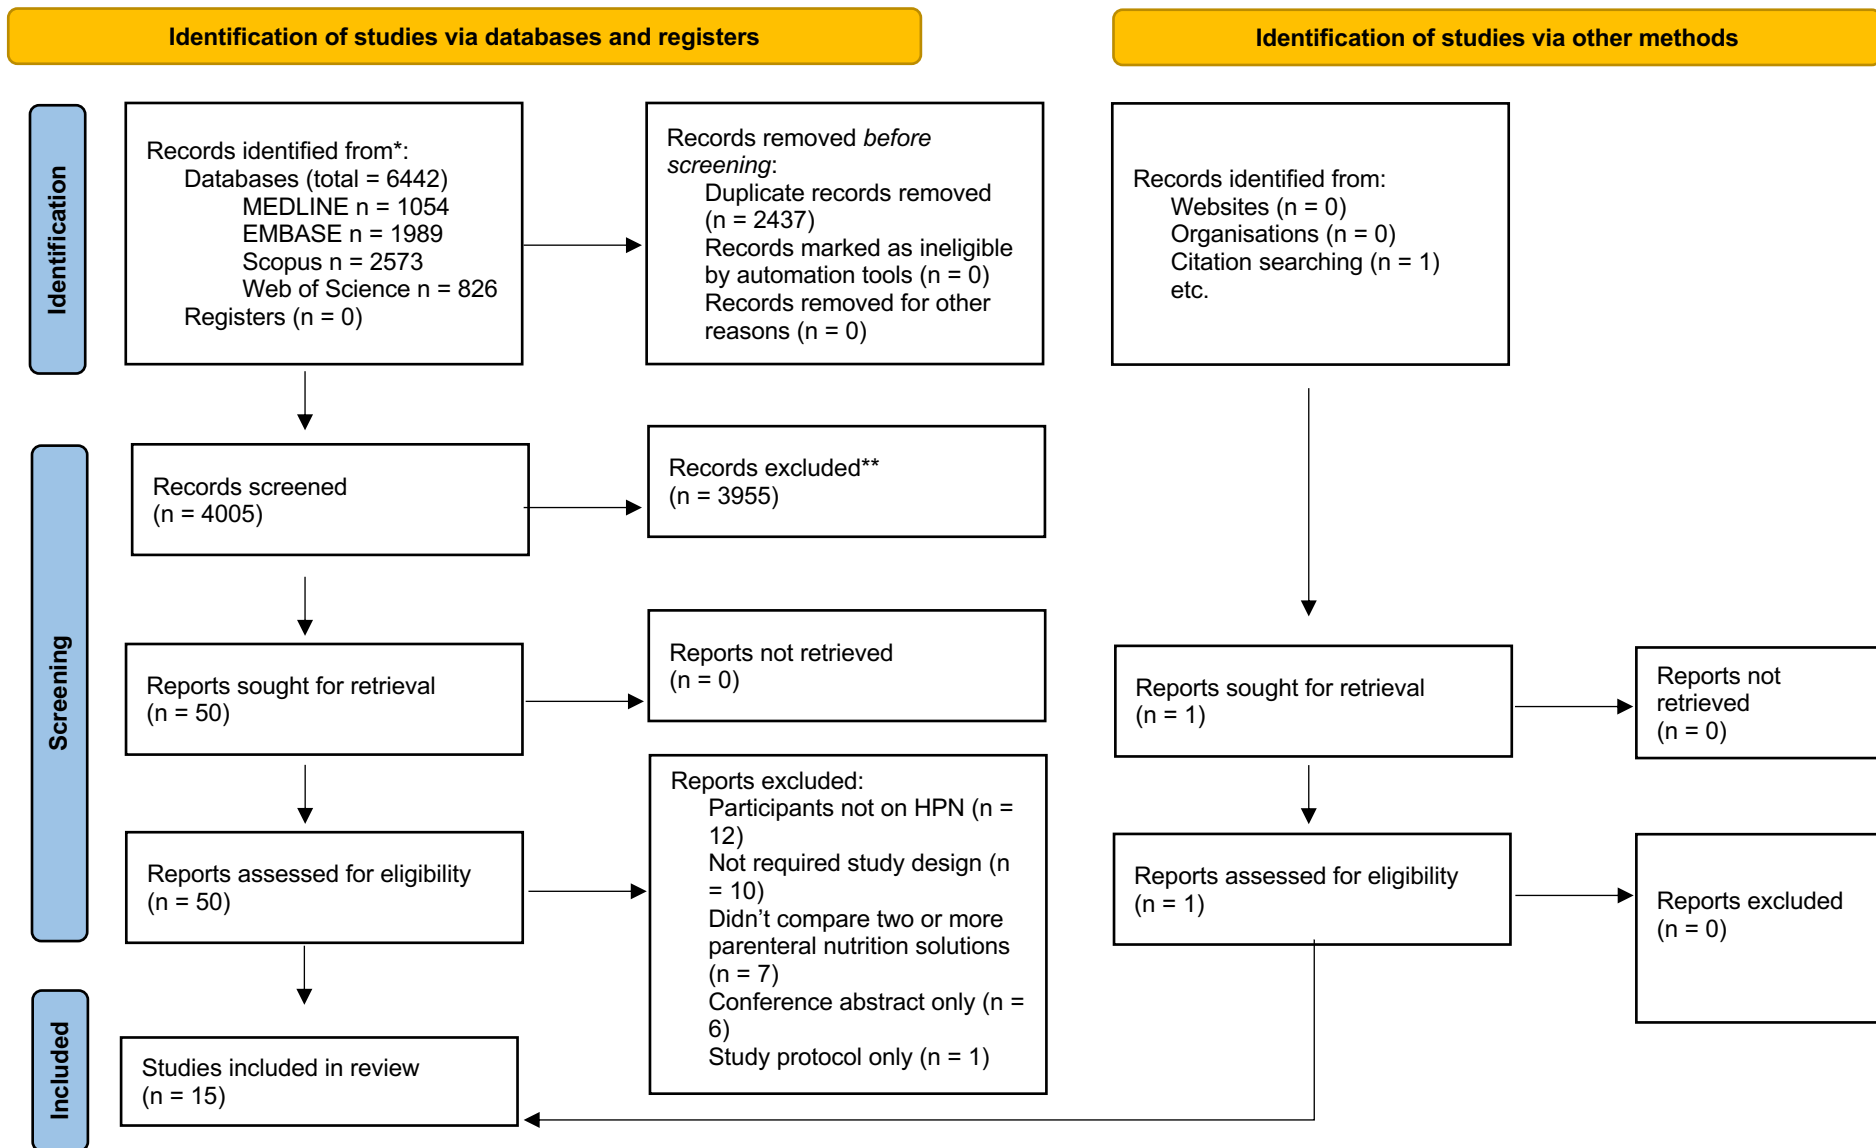 Identification of studies via databases and registers
Identification of studies via other methods
Identification
Records identified from*:
Databases (total = 6442)
MEDLINE n = 1054
EMBASE n = 1989
Scopus n = 2573
Web of Science n = 826
Registers (n = 0)
Records removed before
screening:
Duplicate records removed
(n = 2437)
Records marked as ineligible
by automation tools (n = 0)
Records removed for other
reasons (n = 0)
Records identified from:
Websites (n = 0)
Organisations (n = 0)
Citation searching (n = 1)
etc.
Screening
Records screened
(n = 4005)
Records excluded**
(n = 3955)
Reports sought for retrieval
(n = 50)
Reports not retrieved
(n = 0)
Reports sought for retrieval
(n = 1)
Reports not
retrieved
(n = 0)
Reports assessed for eligibility
(n = 50)
Reports excluded:
Participants not on HPN (n =
12)
Not required study design (n
= 10)
Didn’t compare two or more
parenteral nutrition solutions
(n = 7)
Conference abstract only (n =
6)
Study protocol only (n = 1)
Reports assessed for eligibility
(n = 1)
Reports excluded
(n = 0)
Included
Studies included in review
(n = 15)